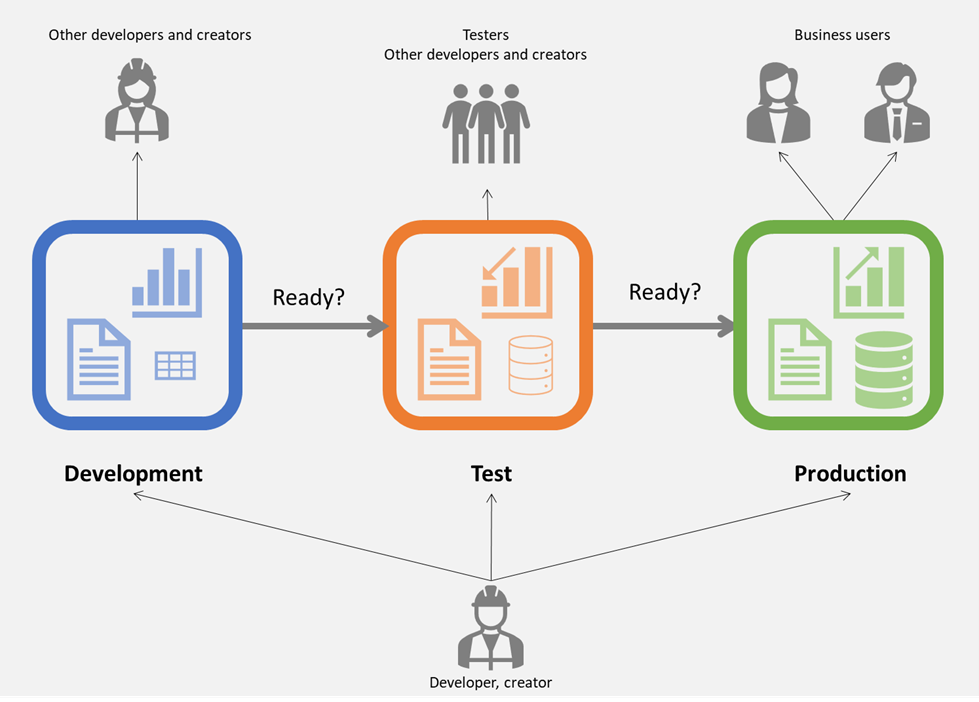 Other developers and creators
Testers
Other developers and creators
Business users
Ready?
Ready?
Development
Test
Production
Developer, creator